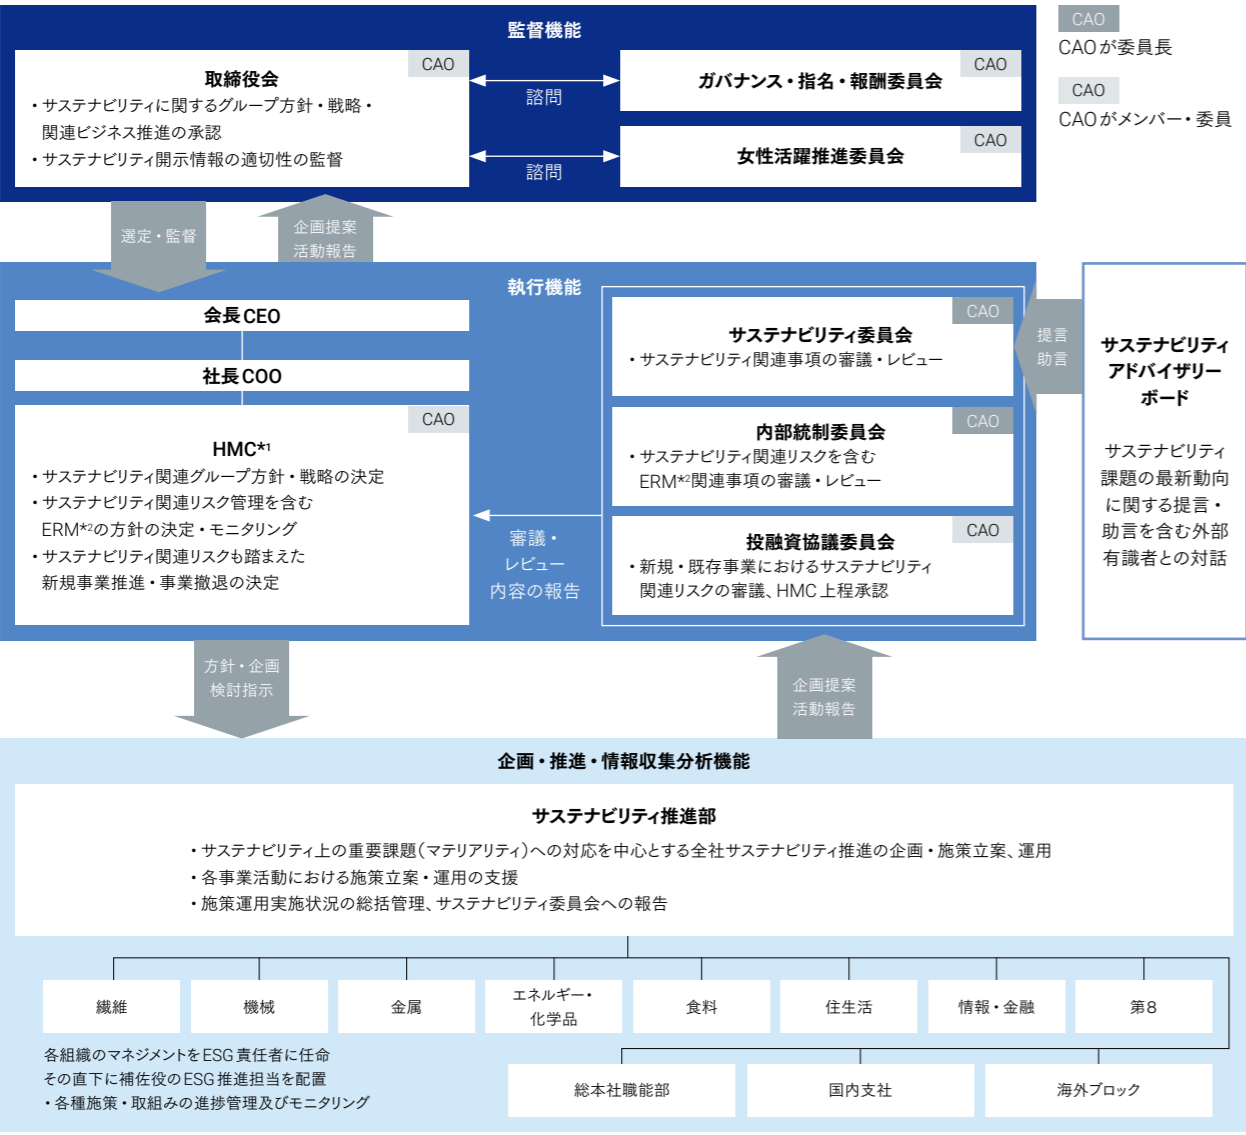 監督機能
CAO
取締役会
・サステナビリティに関するグループ方針・戦略・
関連ビジネス推進の承認
・サステナビリティ開示情報の適切性の監督
諮問
諮問
CAO
ガバナンス・指名・報酬委員会
CAO
女性活躍推進委員会
CAO
CAOが委員長
CAO
CAOがメンバー・委員
選定・監督
企画提案
活動報告
執行機能
会長CEO
社長COO
CAO
HMC*1
・サステナビリティ関連グループ方針・戦略の決定
・サステナビリティ関連リスク管理を含む
ERM*2の方針の決定・モニタリング
・サステナビリティ関連リスクも踏まえた
新規事業推進・事業撤退の決定
審議・
レビュー
内容の報告
CAO
サステナビリティ委員会
・サステナビリティ関連事項の審議・レビュー
CAO
内部統制委員会
・サステナビリティ関連リスクを含む
ERM*2関連事項の審議・レビュー
CAO
投融資協議委員会
・新規・既存事業におけるサステナビリティ
関連リスクの審議、HMC上程承認
提言
助言
サステナビリティ
アドバイザリー
ボード
サステナビリティ
課題の最新動向
に関する提言・
助言を含む外部
有識者との対話
方針・企画
検討指示
企画提案
活動報告
企画・推進・情報収集分析機能
サステナビリティ推進部
・サステナビリティ上の重要課題（マテリアリティ）への対応を中心とする全社サステナビリティ推進の企画・施策立案、運用
・各事業活動における施策立案・運用の支援
・施策運用実施状況の総括管理、サステナビリティ委員会への報告
繊維
機械
金属
エネルギー・
化学品
食料
住生活
情報・金融
第8
各組織のマネジメントをESG責任者に任命
その直下に補佐役のESG推進担当を配置
・各種施策・取組みの進捗管理及びモニタリング
総本社職能部
国内支社
海外ブロック